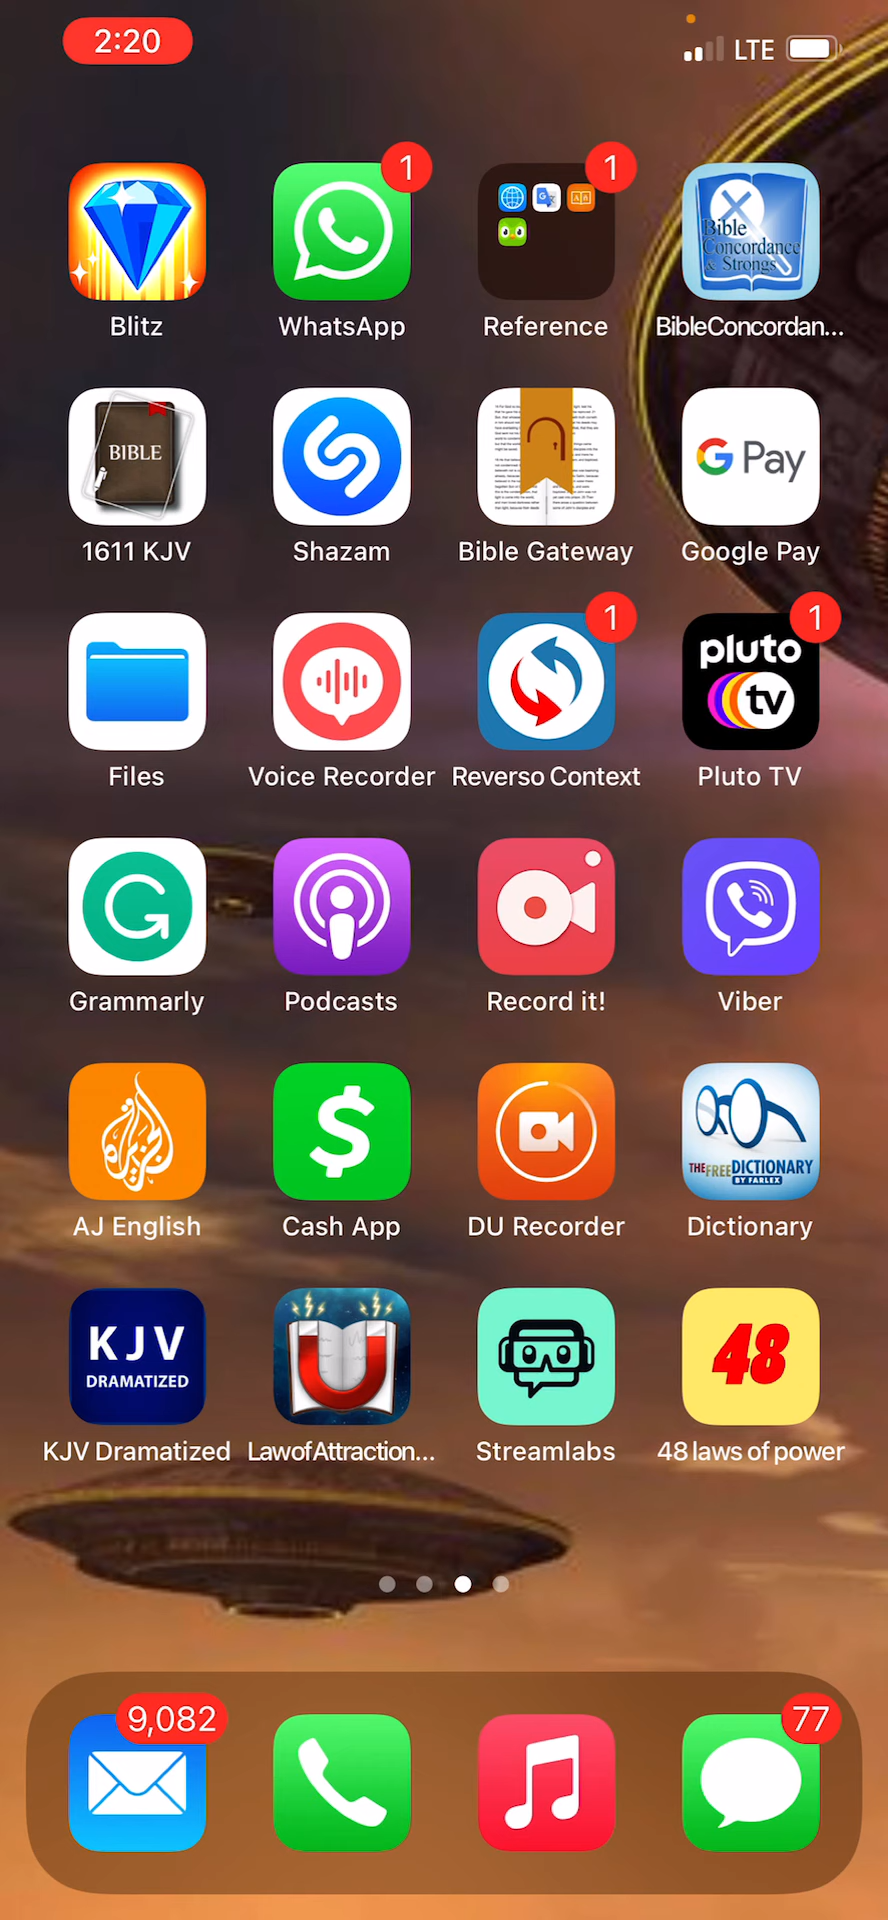 2:20
LTE
1
1
Bible
Concordance
& Strongs
Blitz
WhatsApp
Reference
BibleConcordan...
BIBLE
G Pay
1611 KJV
Shazam
Bible Gateway
Google Pay
1
1
pluto
tv
Files
Voice Recorder
Reverso Context
Pluto TV
Grammarly
Podcasts
Record it!
Viber
$
THEFREEDICTIONARY
BY FARLEX
AJ English
Cash App
DU Recorder
Dictionary
KJV
DRAMATIZED
48
KJV Dramatized
LawofAttraction...
Streamlabs
48 laws of power
9,082
77